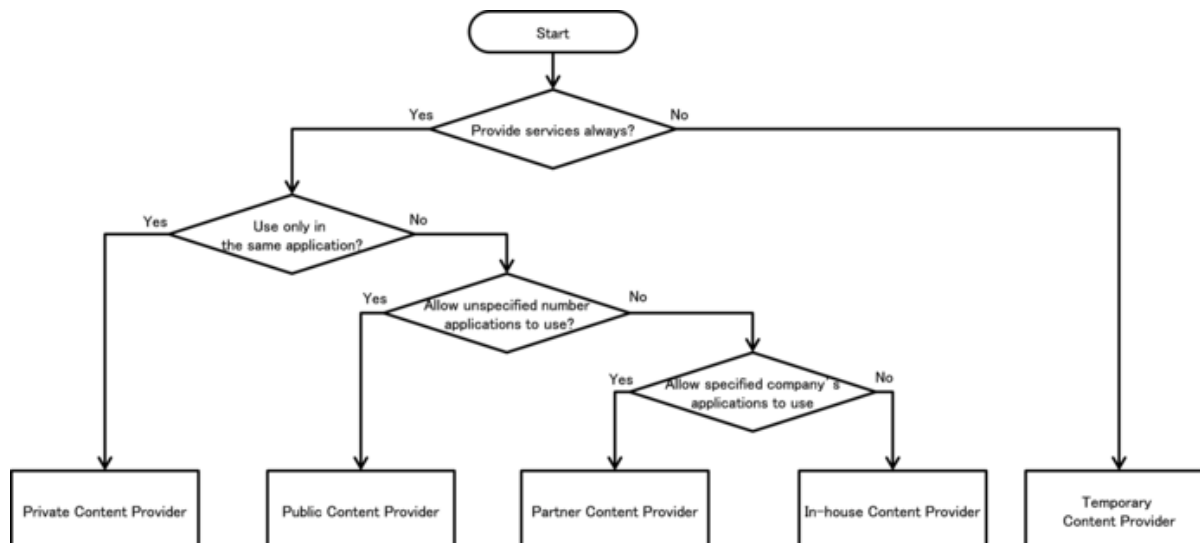 Start
Yes
No
Provide services always?
Yes
No
Use only in
the same application?
Yes
No
Allow unspecified number
applications to use?
Yes
No
Allow specified company's
applications to use
Private Content Provider
Public Content Provider
Partner Content Provider
In-house Content Provider
Temporary
Content Provider